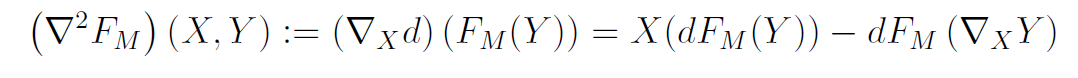 (∇²F_M)(X, Y) := (∇_X d)(F_M(Y)) = X(dF_M(Y)) − dF_M(∇_X Y)